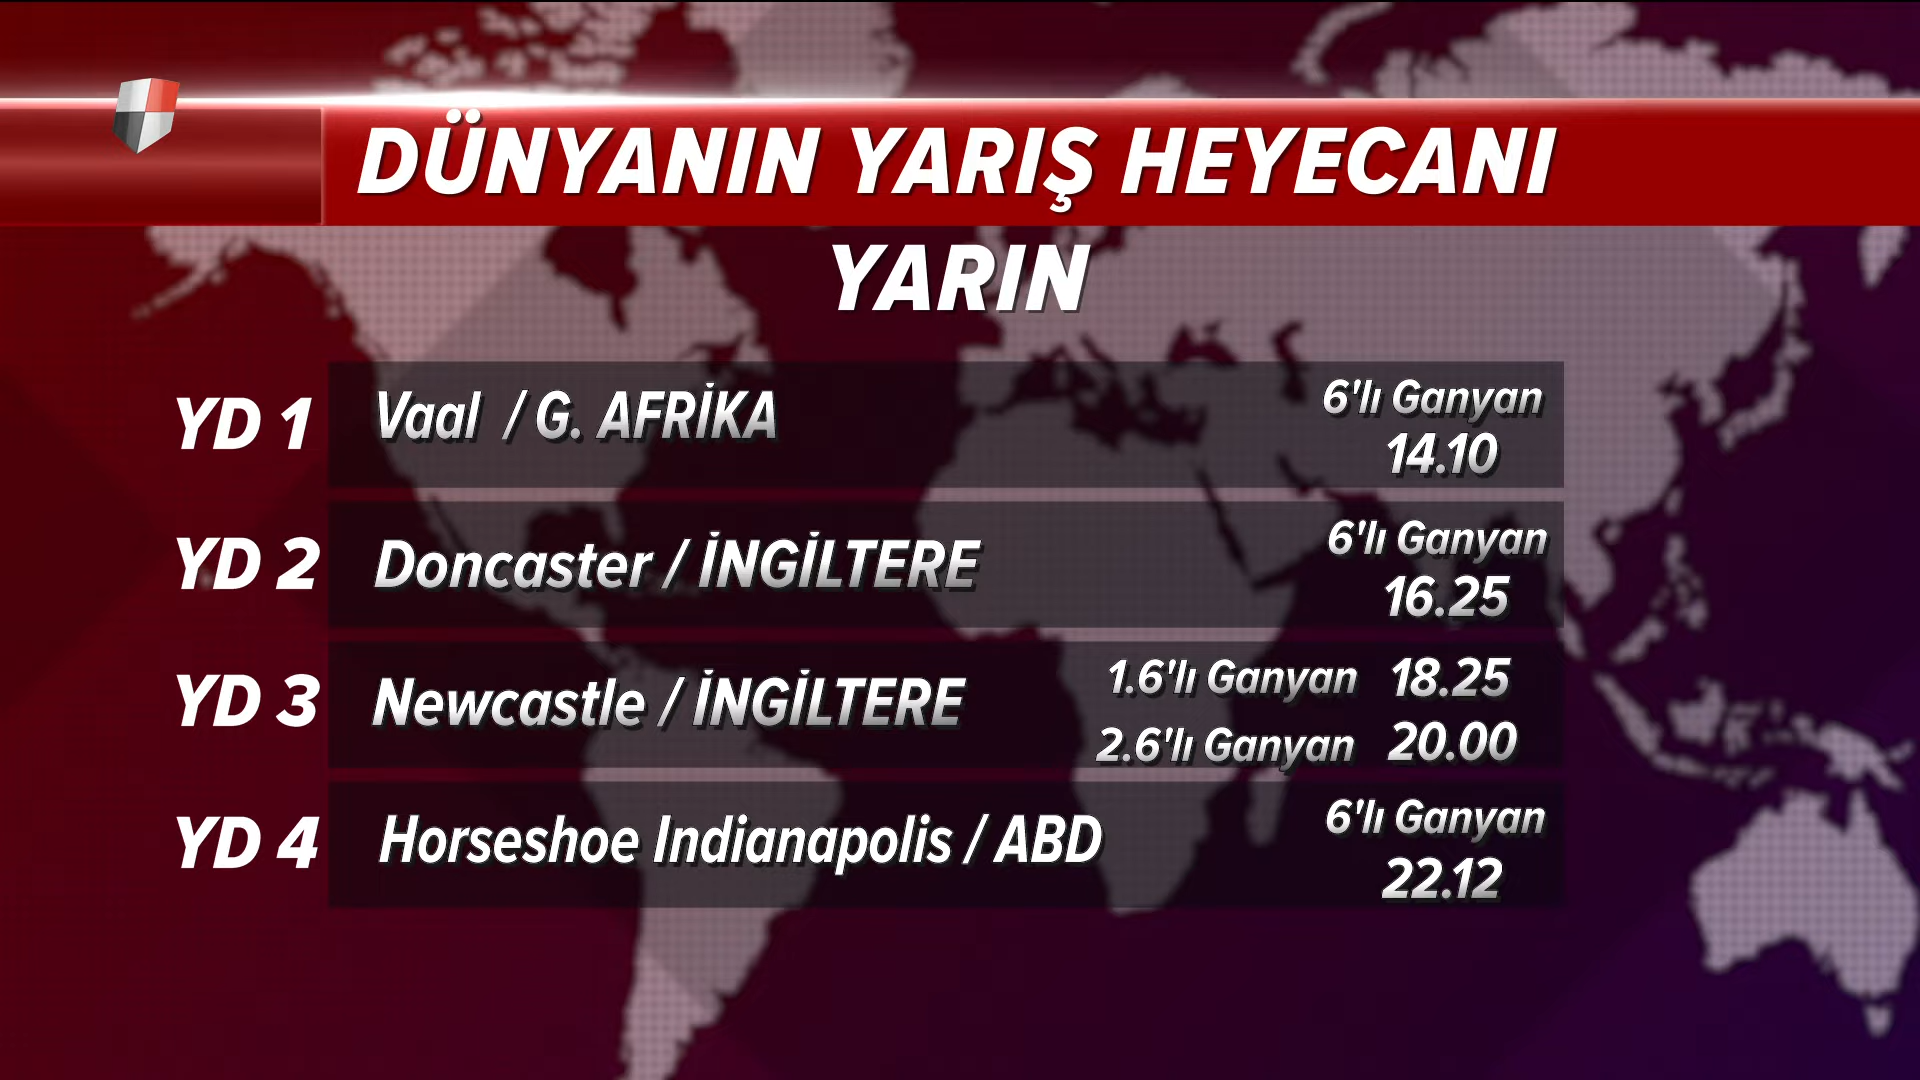 DÜNYANIN YARIŞ HEYECANI
YARIN
YD 1 Vaal / G. AFRİKA 6'lı Ganyan
14.10
YD 2 Doncaster / İNGİLTERE 6'lı Ganyan
16.25
YD 3 Newcastle / İNGİLTERE 1.6'lı Ganyan 18.25
2.6'lı Ganyan 20.00
YD 4 Horseshoe Indianapolis / ABD 6'lı Ganyan
22.12